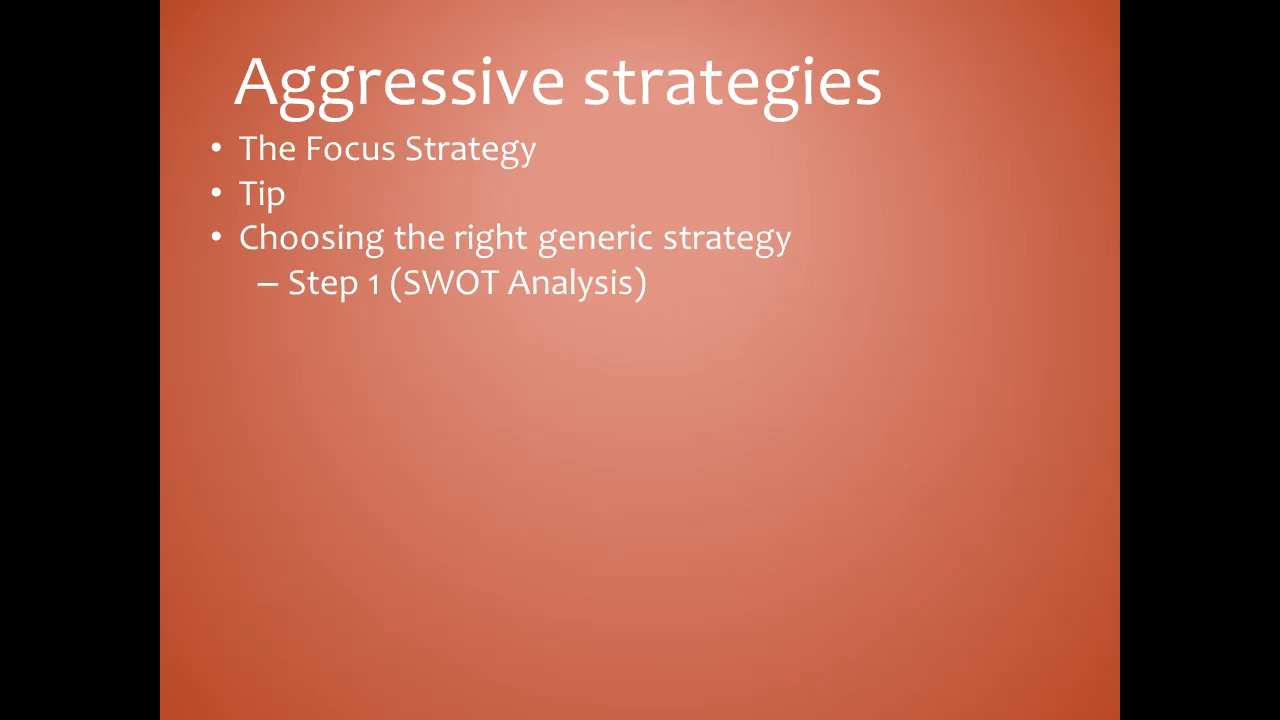 Aggressive strategies
• The Focus Strategy
• Tip
• Choosing the right generic strategy
– Step 1 (SWOT Analysis)